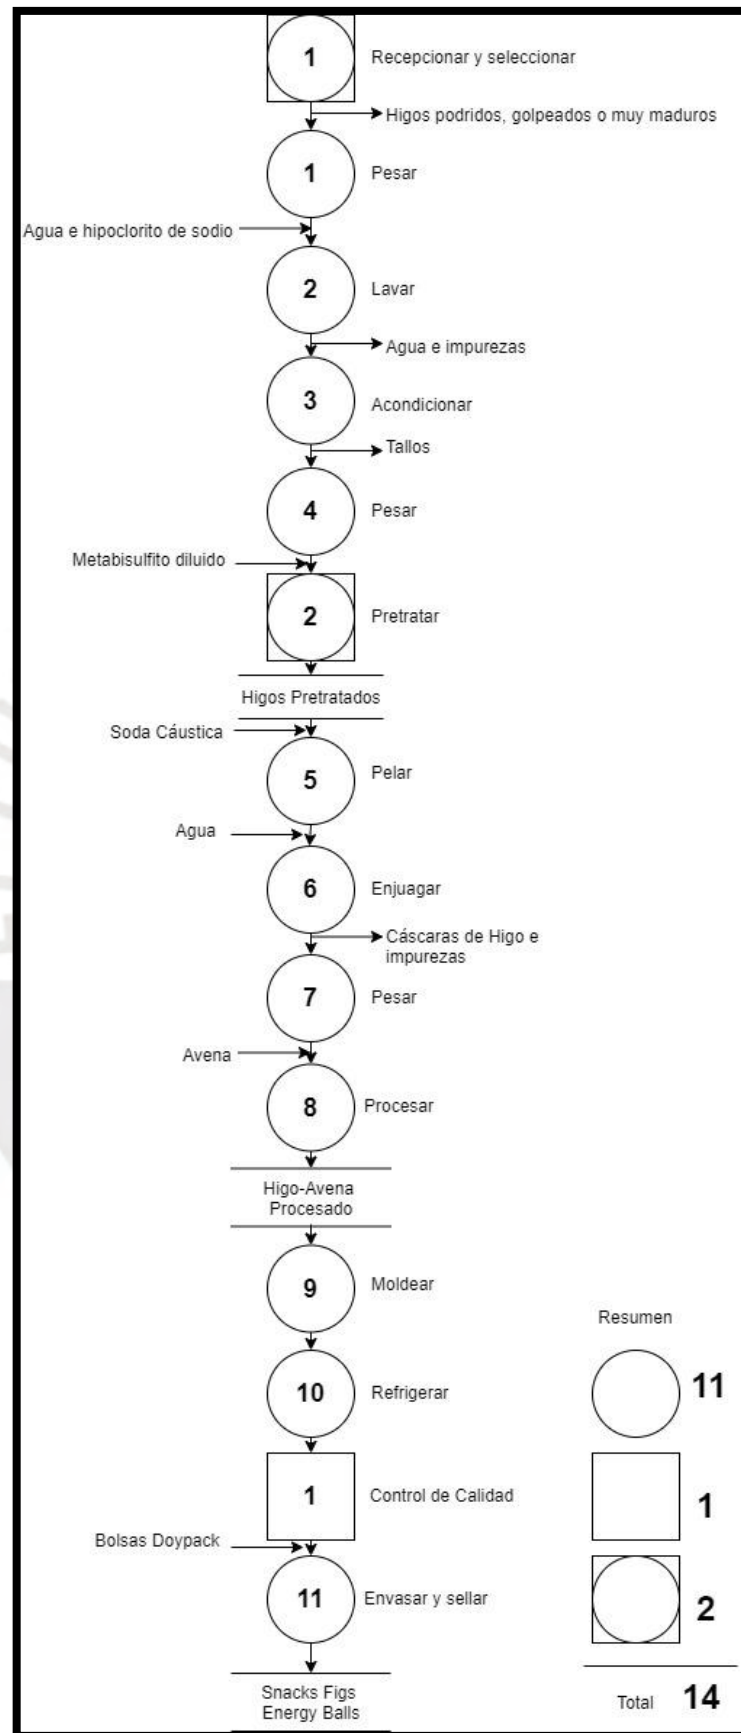 1 Recepcionar y seleccionar
Higos podridos, golpeados o muy maduros
1 Pesar
Agua e hipoclorito de sodio
2 Lavar
Agua e impurezas
3 Acondicionar
Tallos
4 Pesar
Metabisulfito diluido
2 Pretratar
Higos Pretratados
Soda Cáustica
5 Pelar
Agua
6 Enjuagar
Cáscaras de Higo e
impurezas
7 Pesar
Avena
8 Procesar
Higo-Avena
Procesado
9 Moldear
10 Refrigerar
1 Control de Calidad
Bolsas Doypack
11 Envasar y sellar
Snacks Figs
Energy Balls
Resumen
11
1
2
Total 14